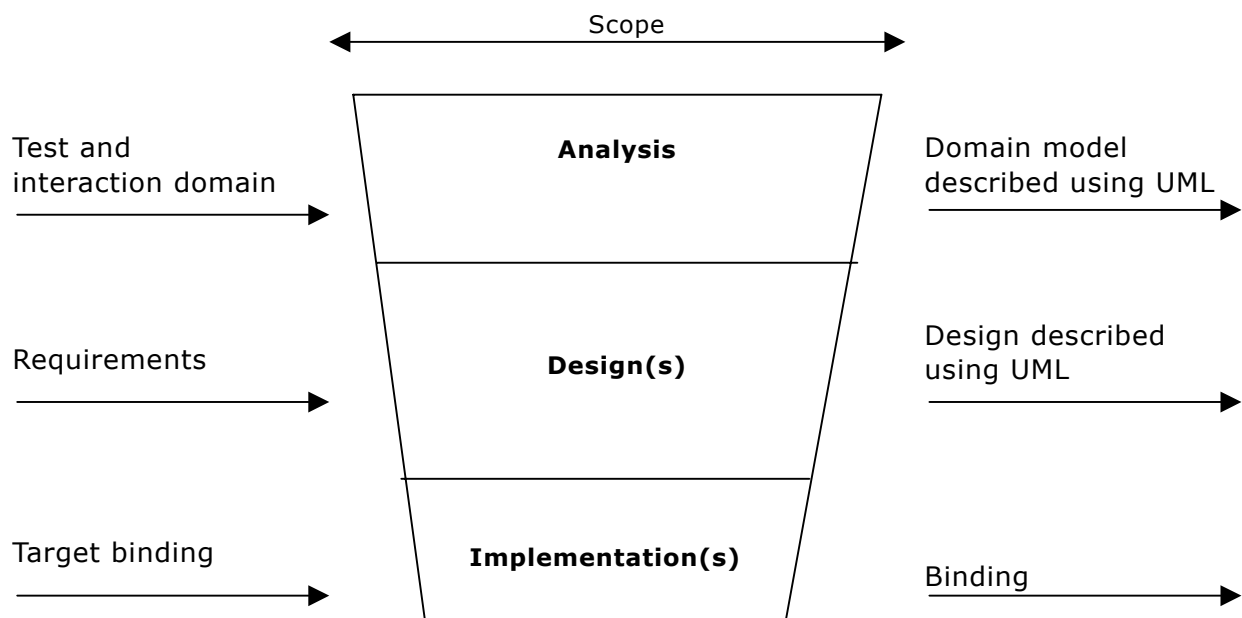 Scope
Test and
interaction domain
Analysis
Domain model
described using UML
Requirements
Design(s)
Design described
using UML
Target binding
Implementation(s)
Binding